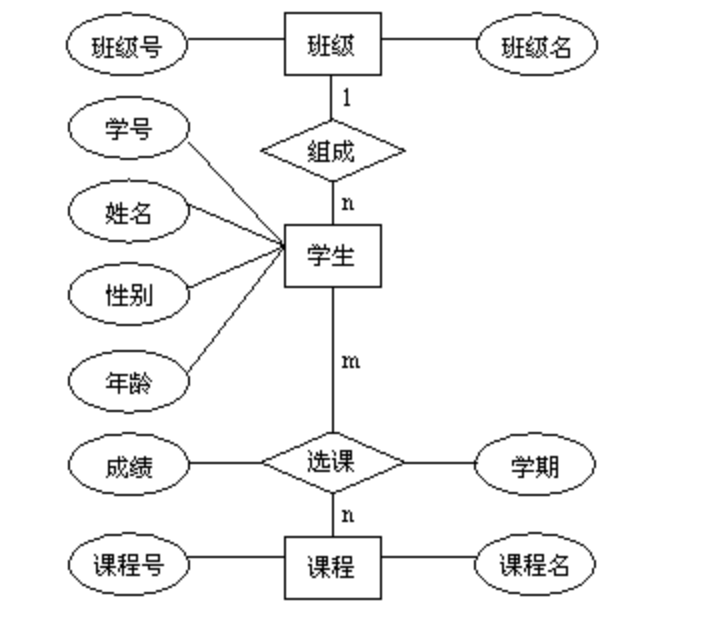 班级号 班级 班级名
1
学号
组成
姓名
n
学生
性别
m
年龄
成绩 选课 学期
n
课程号 课程 课程名